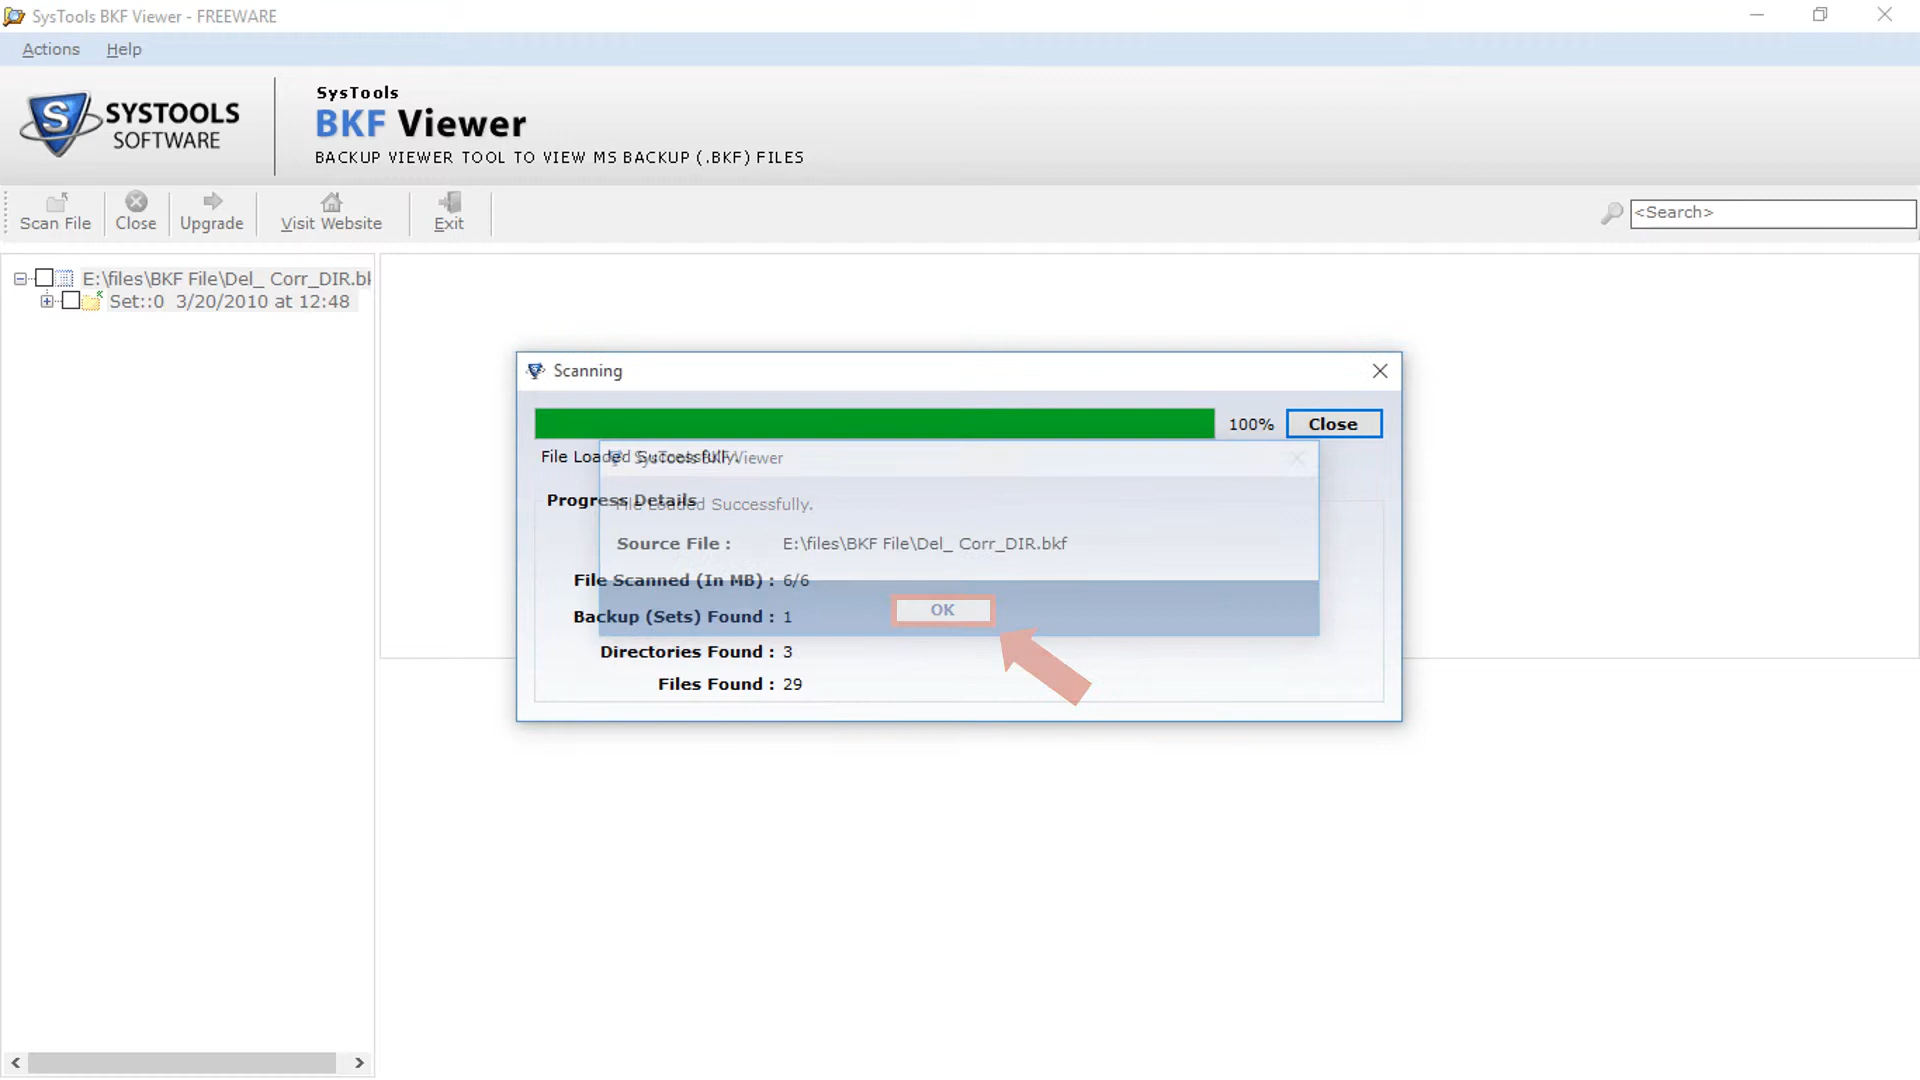 SysTools BKF Viewer - FREEWARE
Actions Help
SYSTOOLS
SOFTWARE
SysTools
BKF Viewer
BACKUP VIEWER TOOL TO VIEW MS BACKUP (.BKF) FILES
Scan File Close Upgrade Visit Website Exit <Search>
E:\files\BKF File\Del_ Corr_DIR.bk
Set::0 3/20/2010 at 12:48
Scanning
100% Close
File Loaded Successfully.
SysTools BKF Viewer
Progress Details
File Loaded Successfully.
Source File : E:\files\BKF File\Del_ Corr_DIR.bkf
File Scanned (In MB) : 6/6
OK
Backup (Sets) Found : 1
Directories Found : 3
Files Found : 29